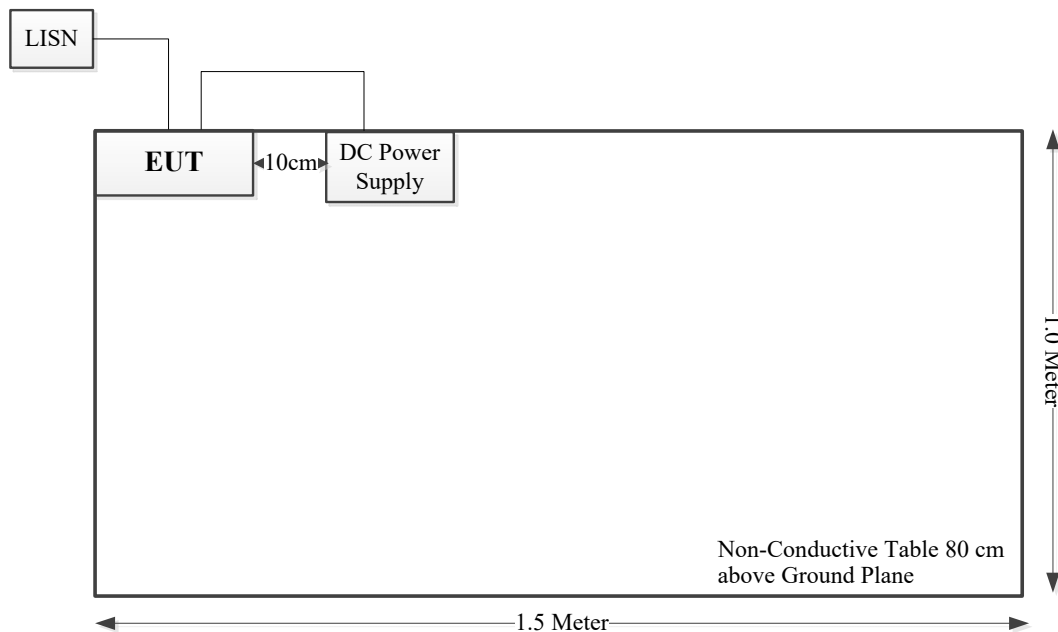 LISN
EUT
10cm
DC Power
Supply
1.0 Meter
Non-Conductive Table 80 cm
above Ground Plane
1.5 Meter